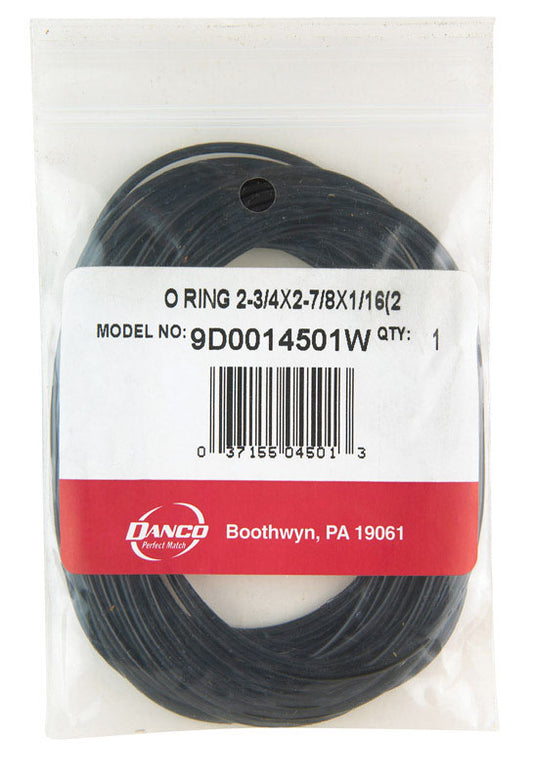 O RING 2-3/4X2-7/8X1/16(2
MODEL NO: 9D0014501W QTY: 1
0 37155 04501 3
DANCO
Perfect Match
Boothwyn, PA 19061